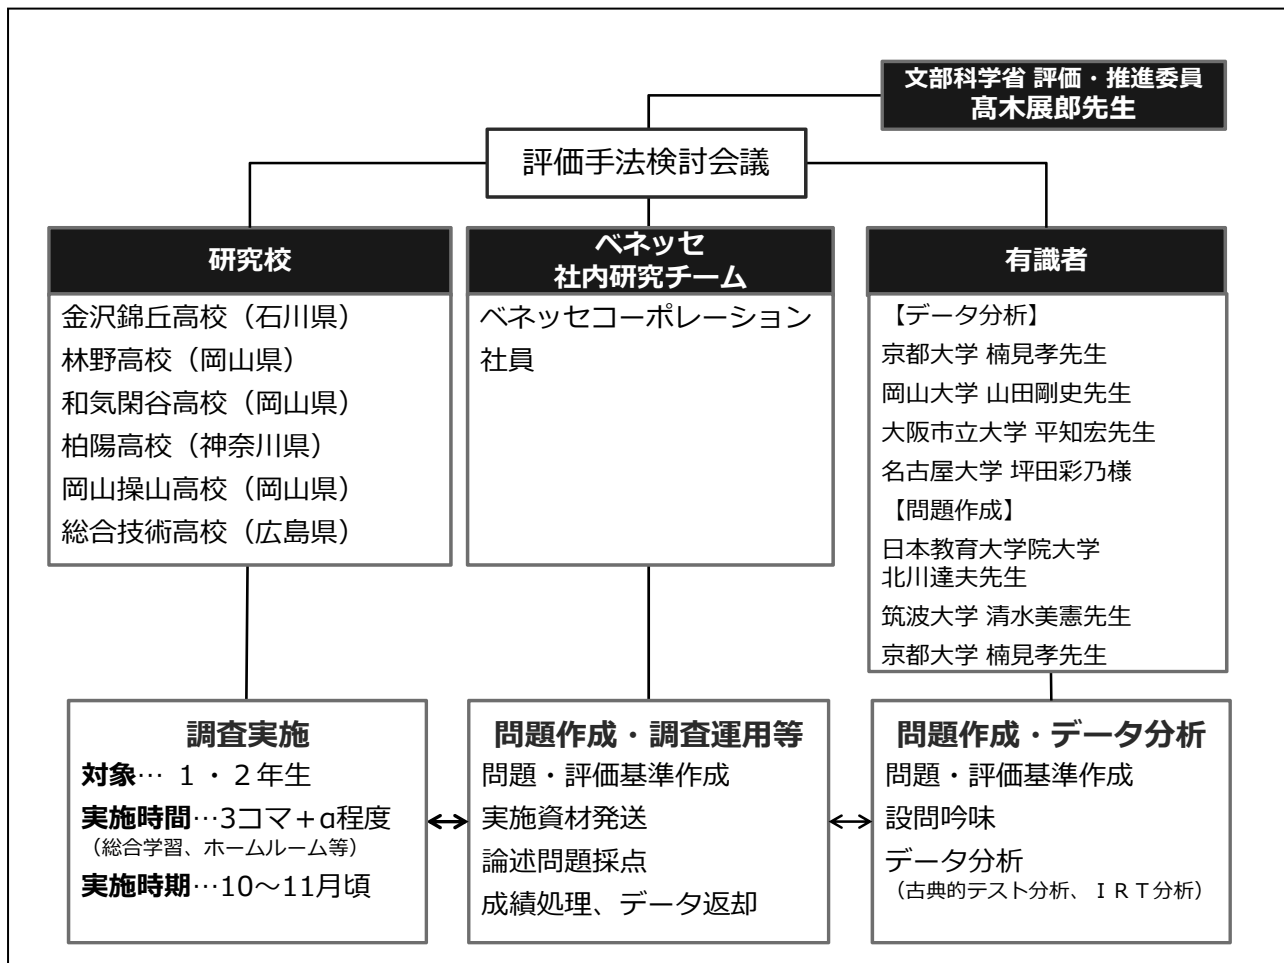 文部科学省 評価・推進委員
髙木展郎先生
評価手法検討会議
研究校
金沢錦丘高校（石川県）
林野高校（岡山県）
和気閑谷高校（岡山県）
柏陽高校（神奈川県）
岡山操山高校（岡山県）
総合技術高校（広島県）
ベネッセ
社内研究チーム
ベネッセコーポレーション
社員
有識者
【データ分析】
京都大学 楠見孝先生
岡山大学 山田剛史先生
大阪市立大学 平知宏先生
名古屋大学 坪田彩乃様
【問題作成】
日本教育大学院大学
北川達夫先生
筑波大学 清水美憲先生
京都大学 楠見孝先生
調査実施
対象… １・２年生
実施時間…3コマ＋α程度
（総合学習、ホームルーム等）
実施時期…10～11月頃
問題作成・調査運用等
問題・評価基準作成
実施資材発送
論述問題採点
成績処理、データ返却
問題作成・データ分析
問題・評価基準作成
設問吟味
データ分析
（古典的テスト分析、ＩＲＴ分析）